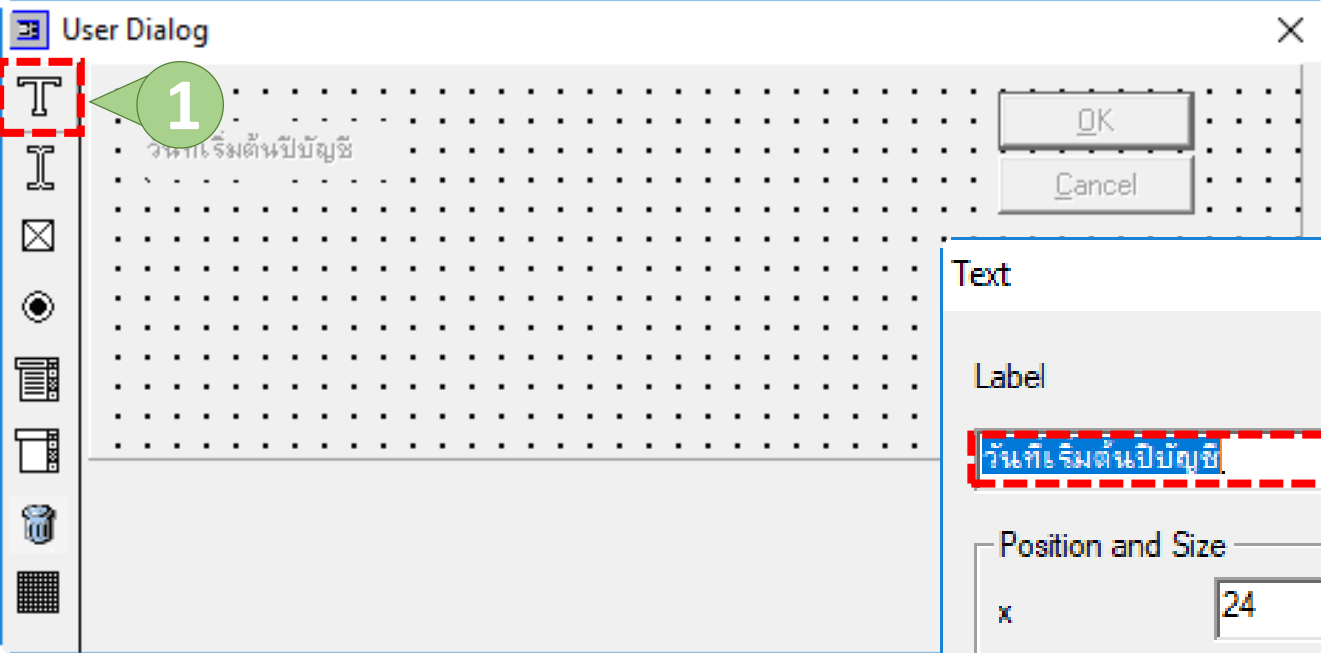 User Dialog
1
วันที่เริ่มต้นปีบัญชี
OK
Cancel
Text
Label
วันที่เริ่มต้นปีบัญชี
Position and Size
x
24